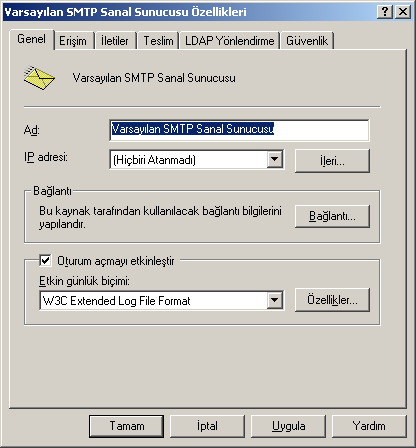 Varsayılan SMTP Sanal Sunucusu Özellikleri
Genel Erişim İletiler Teslim LDAP Yönlendirme Güvenlik
Varsayılan SMTP Sanal Sunucusu
Ad: Varsayılan SMTP Sanal Sunucusu
IP adresi: (Hiçbiri Atanmadı) İleri...
Bağlantı
Bu kaynak tarafından kullanılacak bağlantı bilgilerini
yapılandır. Bağlantı...
Oturum açmayı etkinleştir
Etkin günlük biçimi:
W3C Extended Log File Format Özellikler...
Tamam İptal Uygula Yardım